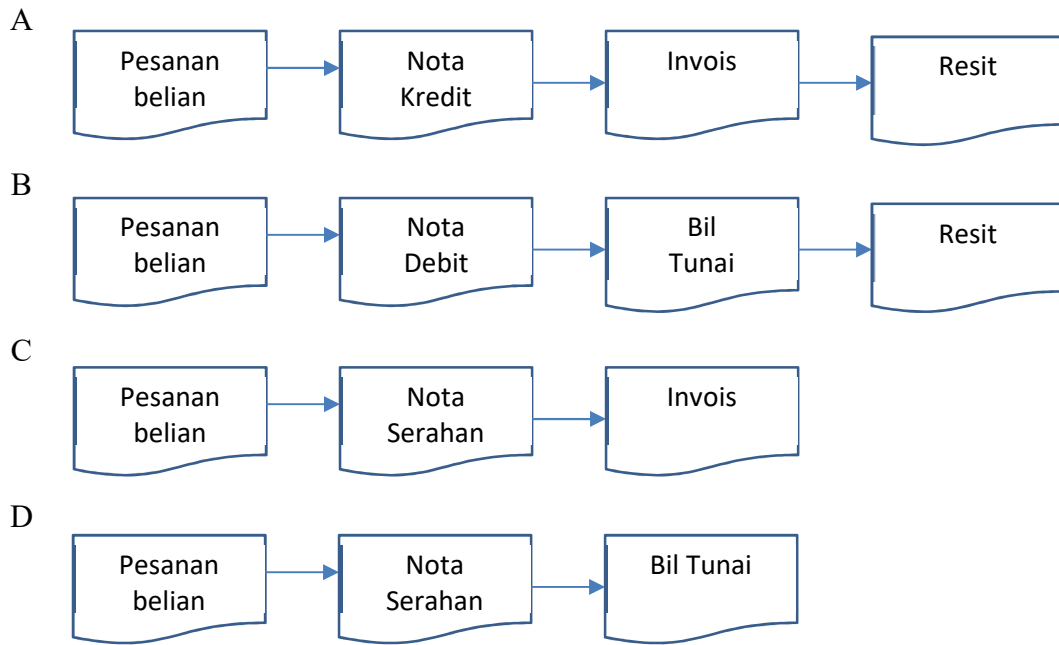 A
Pesanan
belian
Nota
Kredit
Invois
Resit
B
Pesanan
belian
Nota
Debit
Bil
Tunai
Resit
C
Pesanan
belian
Nota
Serahan
Invois
D
Pesanan
belian
Nota
Serahan
Bil Tunai